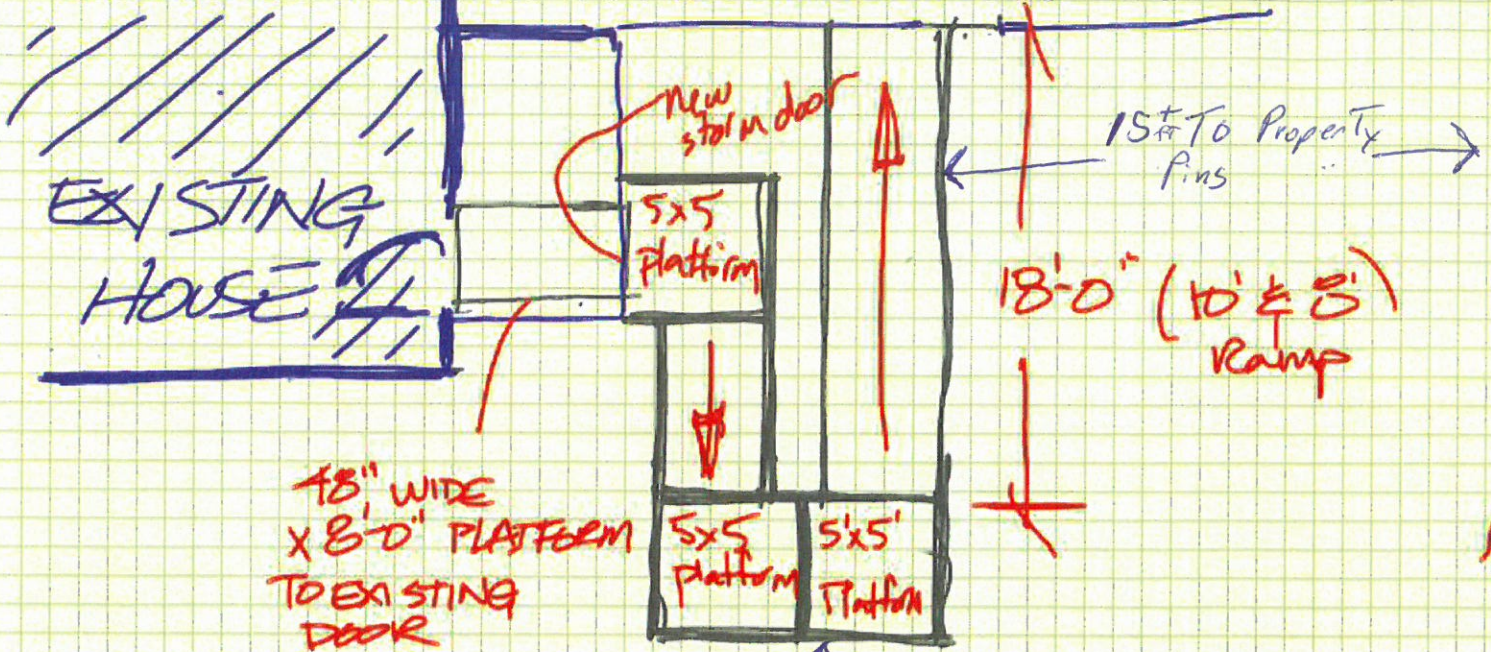 new
storm door
15± ft To Property
Pins
EXISTING
HOUSE
5x5
platform
18'-0" (10' & 8')
Ramp
48" WIDE
x 8'-0" PLATFORM
TO EXISTING
DOOR
5x5
platform
5'x5'
Platform